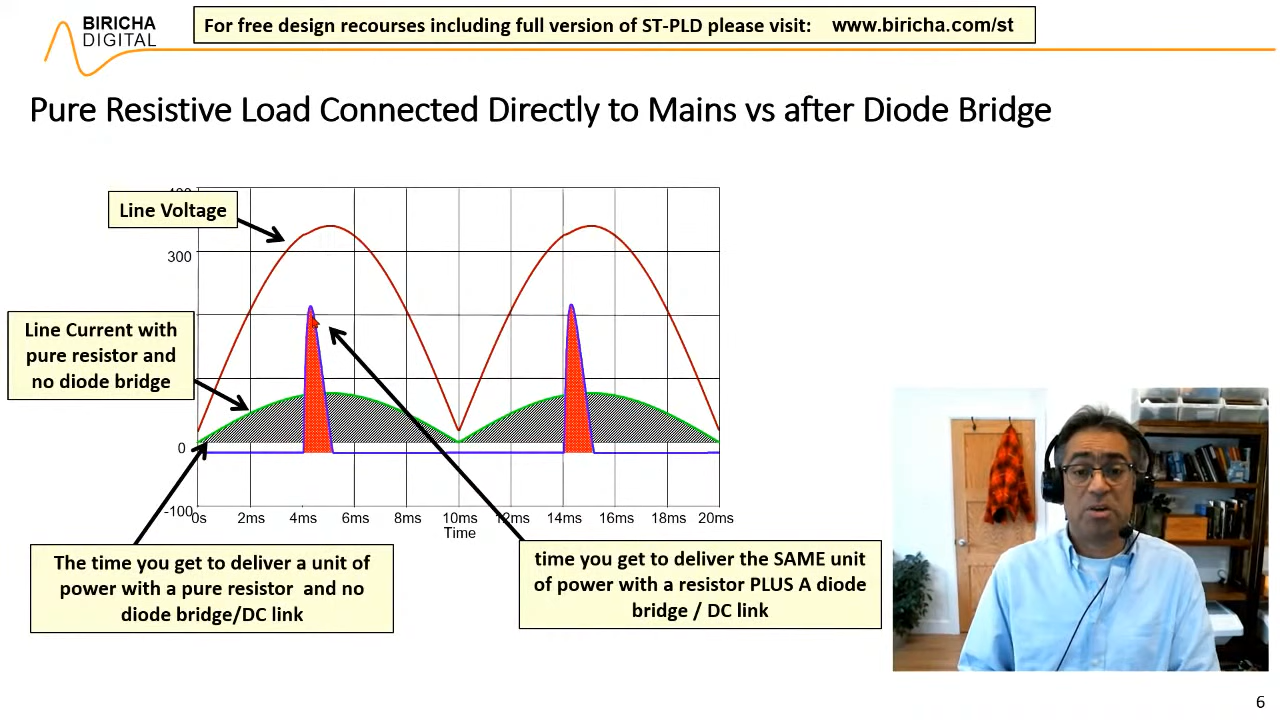 BIRICHA
DIGITAL
For free design recourses including full version of ST-PLD please visit: www.biricha.com/st
Pure Resistive Load Connected Directly to Mains vs after Diode Bridge
400
Line Voltage
300
Line Current with
pure resistor and
no diode bridge
0
-100
0s 2ms 4ms 6ms 8ms 10ms 12ms 14ms 16ms 18ms 20ms
Time
The time you get to deliver a unit of
power with a pure resistor and no
diode bridge/DC link
time you get to deliver the SAME unit
of power with a resistor PLUS A diode
bridge / DC link
6